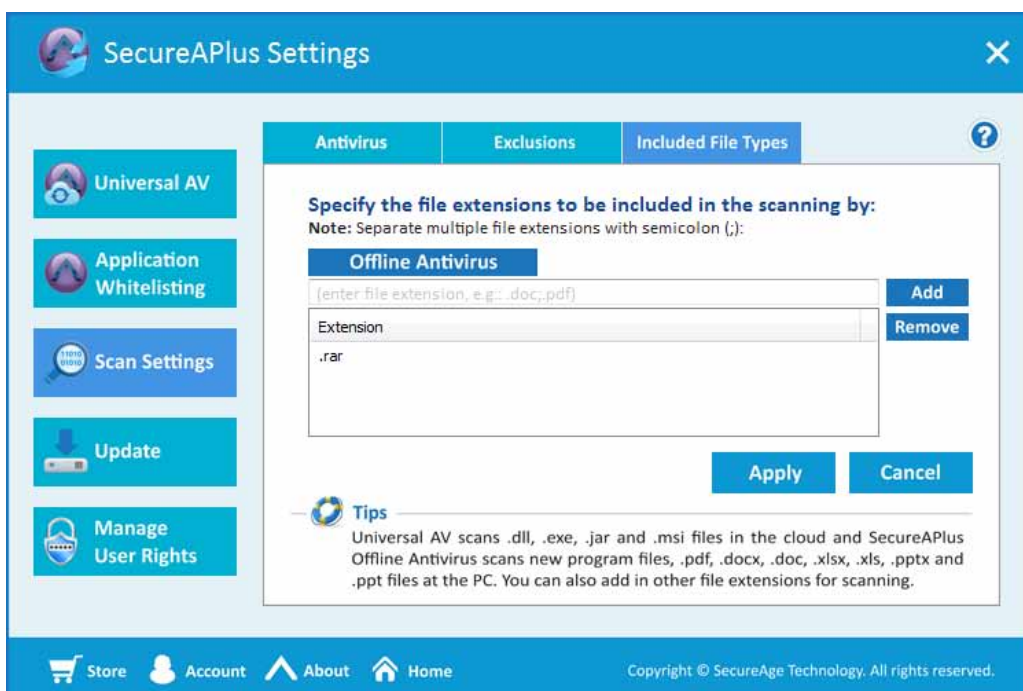 SecureAPlus Settings
Antivirus
Exclusions
Included File Types
Universal AV
Application
Whitelisting
Scan Settings
Update
Manage
User Rights
Specify the file extensions to be included in the scanning by:
Note: Separate multiple file extensions with semicolon (;):
Offline Antivirus
(enter file extension, e.g.: .doc;.pdf)
Add
Extension
Remove
.rar
Apply
Cancel
Tips
Universal AV scans .dll, .exe, .jar and .msi files in the cloud and SecureAPlus
Offline Antivirus scans new program files, .pdf, .docx, .doc, .xlsx, .xls, .pptx and
.ppt files at the PC. You can also add in other file extensions for scanning.
Store
Account
About
Home
Copyright © SecureAge Technology. All rights reserved.